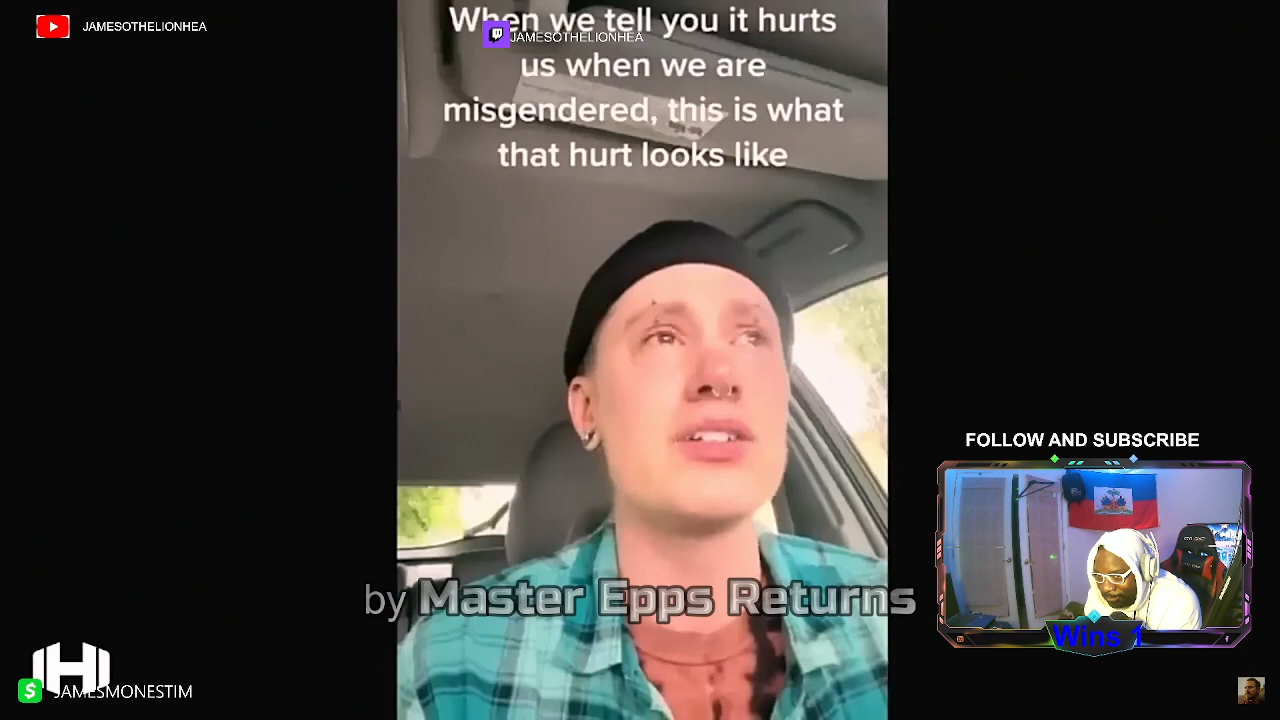 JAMESOTHELIONHEA
When we tell you it hurts
JAMESOTHELIONHEA
us when we are
misgendered, this is what
that hurt looks like
FOLLOW AND SUBSCRIBE
by Master Epps Returns
Wins 1
JAMESMONESTIM